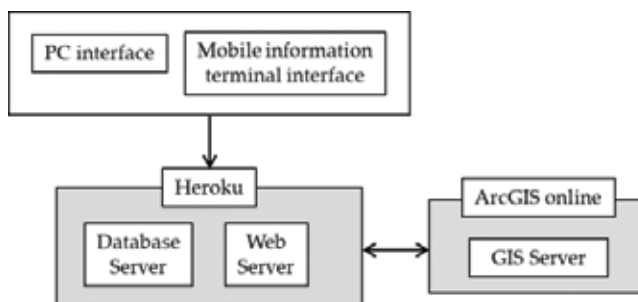 PC interface
Mobile information
terminal interface
Heroku
Database
Server
Web
Server
ArcGIS online
GIS Server